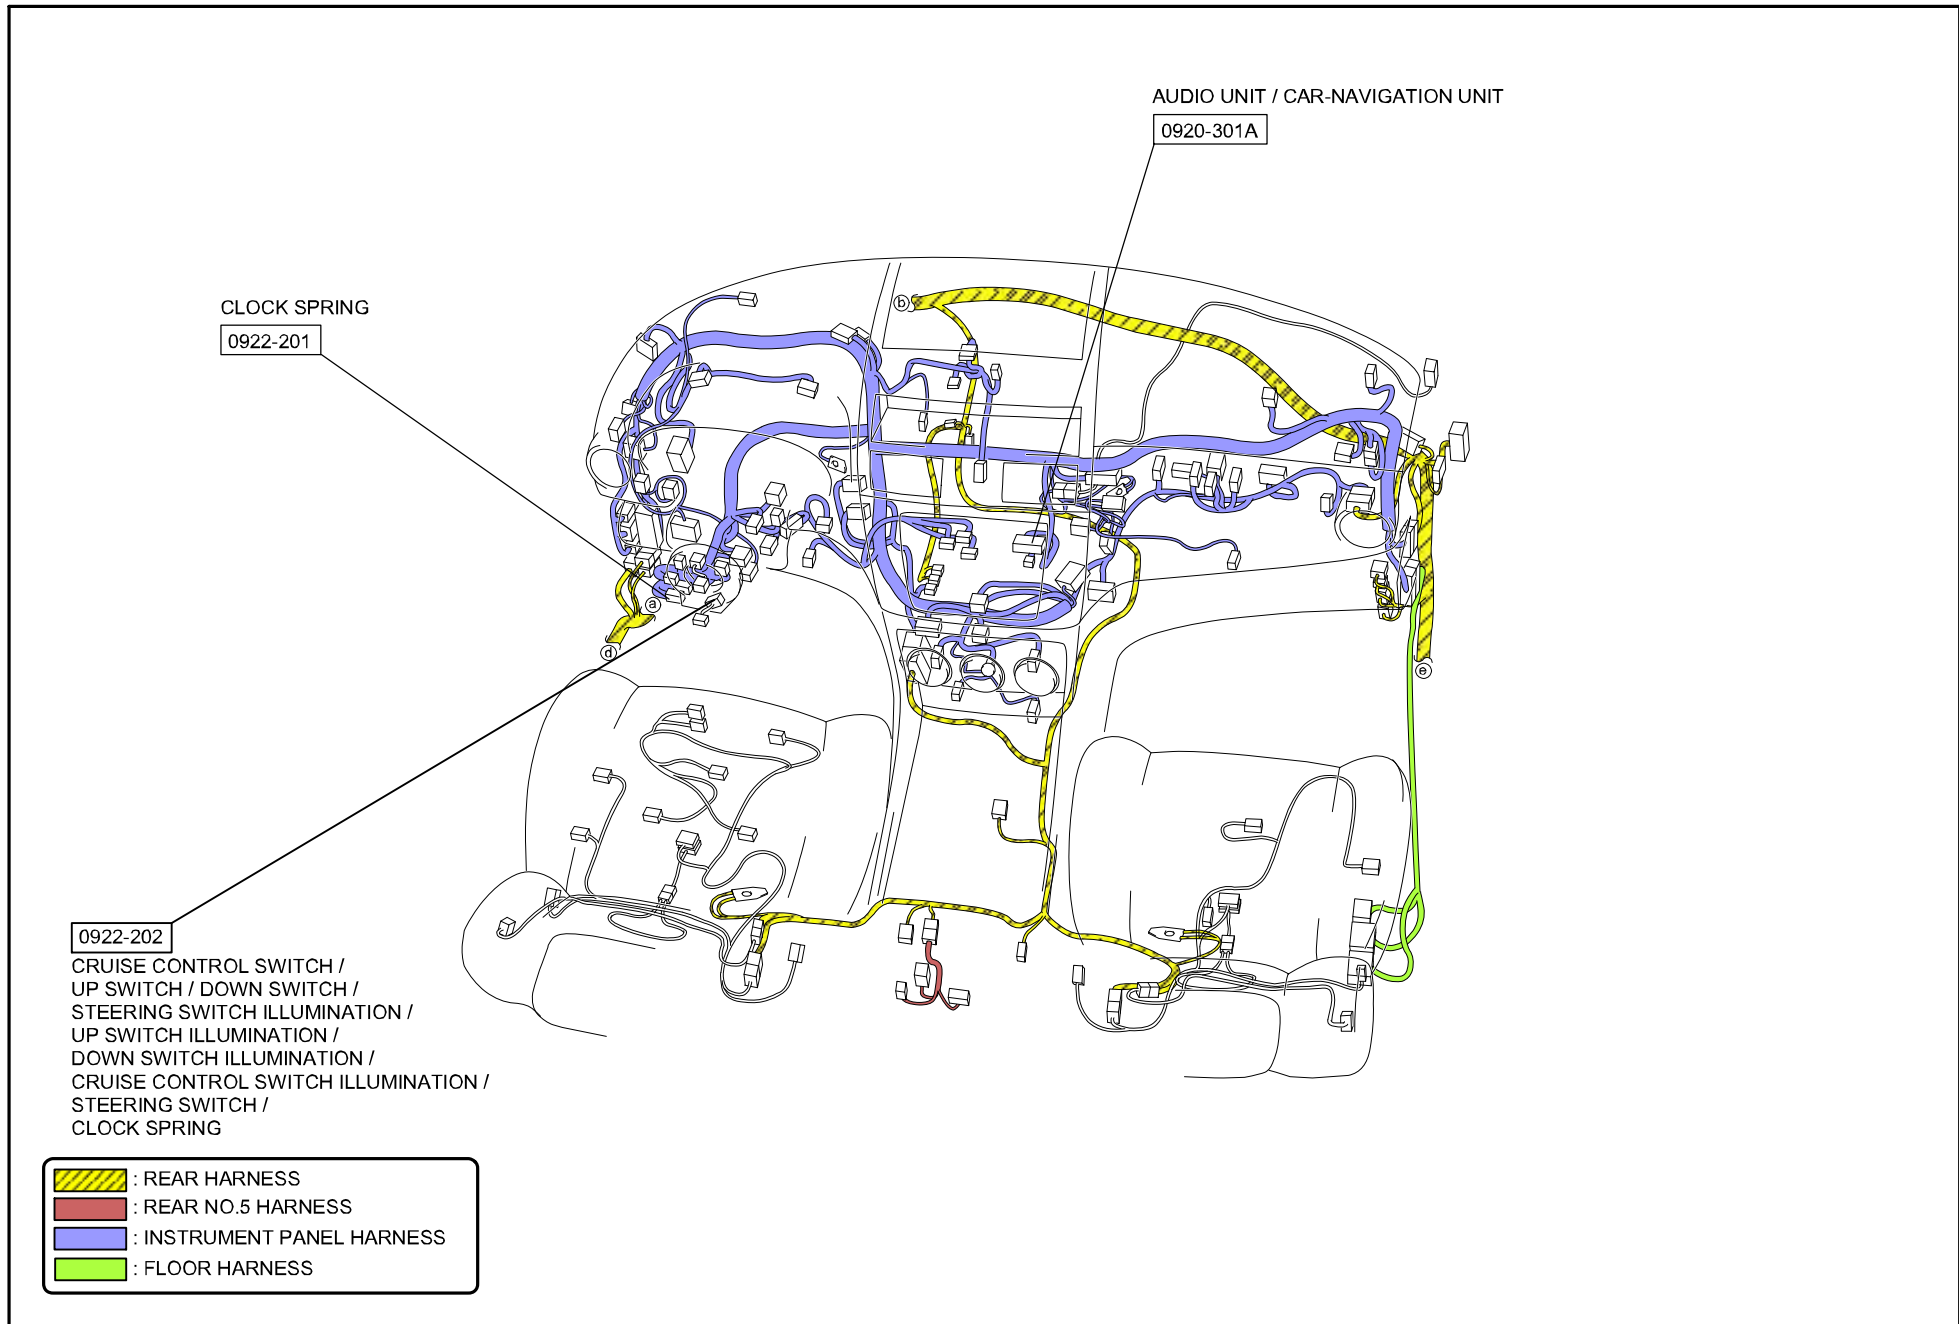 AUDIO UNIT / CAR-NAVIGATION UNIT
0920-301A
CLOCK SPRING
0922-201
b
a
d
e
0922-202
CRUISE CONTROL SWITCH /
UP SWITCH / DOWN SWITCH /
STEERING SWITCH ILLUMINATION /
UP SWITCH ILLUMINATION /
DOWN SWITCH ILLUMINATION /
CRUISE CONTROL SWITCH ILLUMINATION /
STEERING SWITCH /
CLOCK SPRING
: REAR HARNESS
: REAR NO.5 HARNESS
: INSTRUMENT PANEL HARNESS
: FLOOR HARNESS